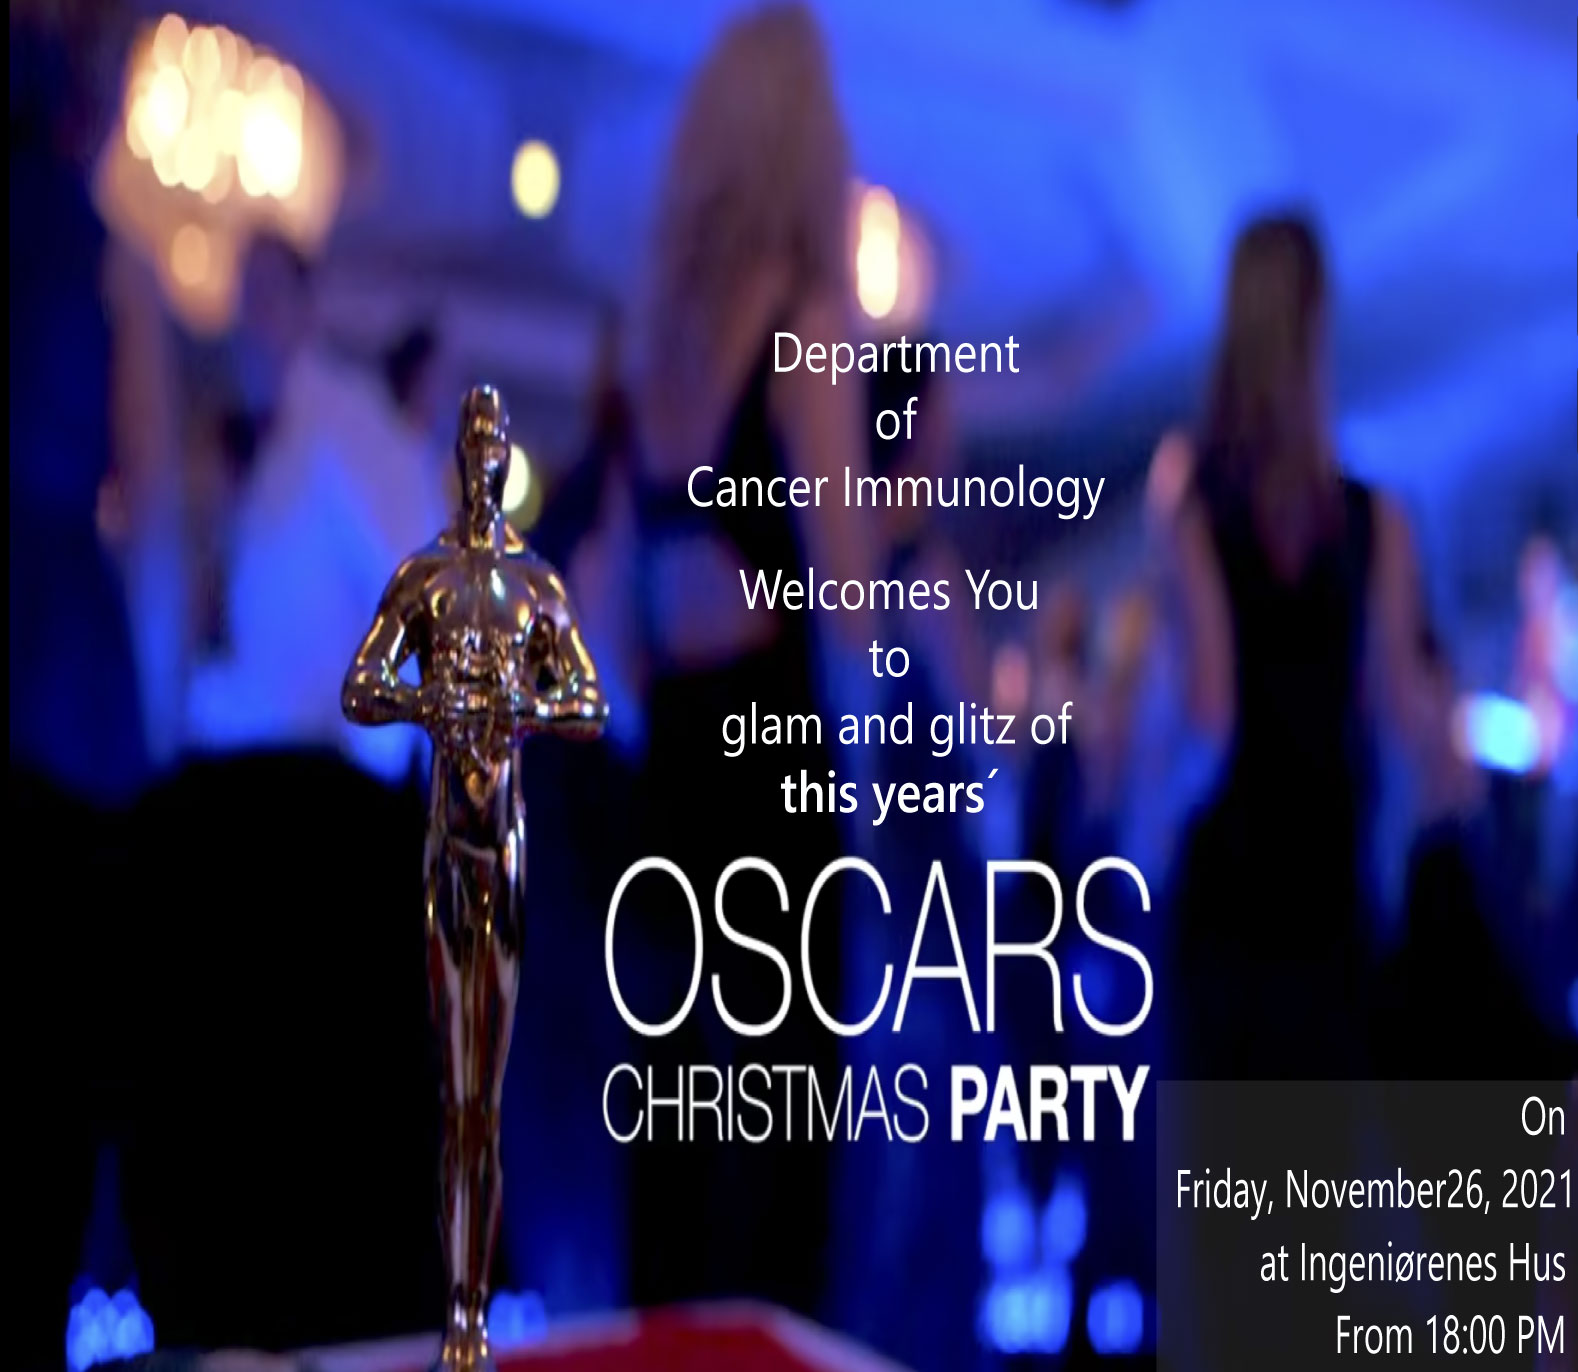 Department
of
Cancer Immunology
Welcomes You
to
glam and glitz of
this years´
OSCARS
CHRISTMAS PARTY
On
Friday, November26, 2021
at Ingeniørenes Hus
From 18:00 PM